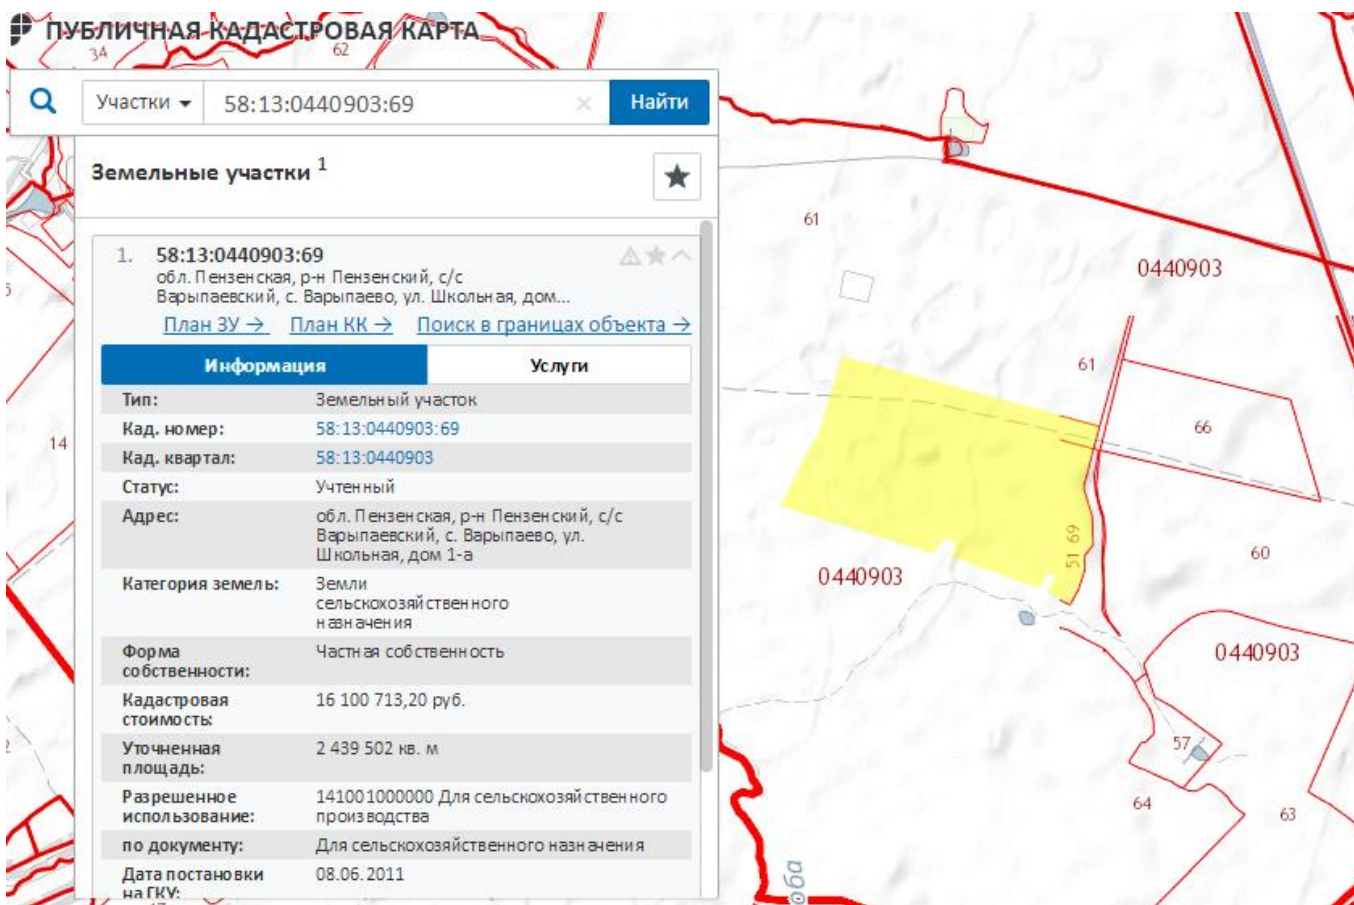 ПУБЛИЧНАЯ КАДАСТРОВАЯ КАРТА
34
62
Участки
58:13:0440903:69
Найти
Земельные участки 1
1. 58:13:0440903:69
обл. Пензенская, р-н Пензенский, с/с
Варыпаевский, с. Варыпаево, ул. Школьная, дом...
План ЗУ → План КК → Поиск в границах объекта →
Информация Услуги
Тип: Земельный участок
Кад. номер: 58:13:0440903:69
Кад. квартал: 58:13:0440903
Статус: Учтенный
Адрес: обл. Пензенская, р-н Пензенский, с/с
Варыпаевский, с. Варыпаево, ул.
Школьная, дом 1-а
Категория земель: Земли
сельскохозяйственного
назначения
Форма собственности: Частная собственность
Кадастровая стоимость: 16 100 713,20 руб.
Уточненная площадь: 2 439 502 кв. м
Разрешенное использование: 141001000000 Для сельскохозяйственного
производства
по документу: Для сельскохозяйственного назначения
Дата постановки на ГКУ: 08.06.2011
14
61
0440903
61
66
51 69
60
0440903
0440903
57
64
63
оба